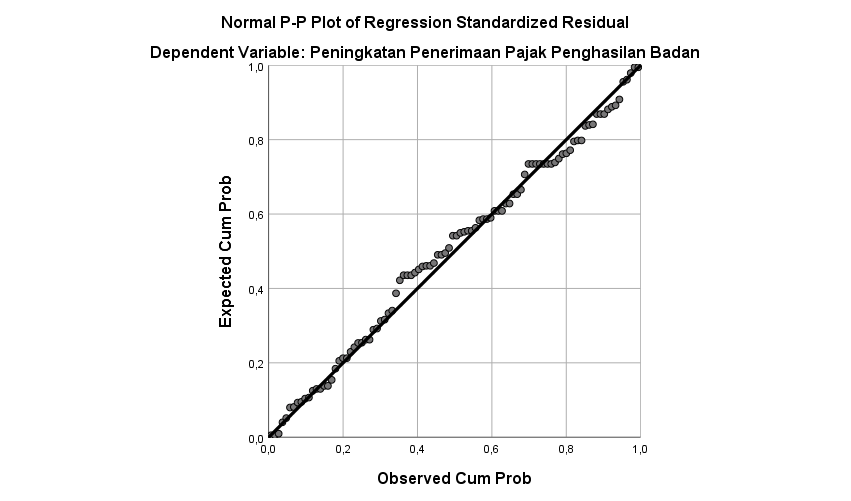 Normal P-P Plot of Regression Standardized Residual
Dependent Variable: Peningkatan Penerimaan Pajak Penghasilan Badan
Expected Cum Prob
1,0
0,8
0,6
0,4
0,2
0,0
0,0 0,2 0,4 0,6 0,8 1,0
Observed Cum Prob